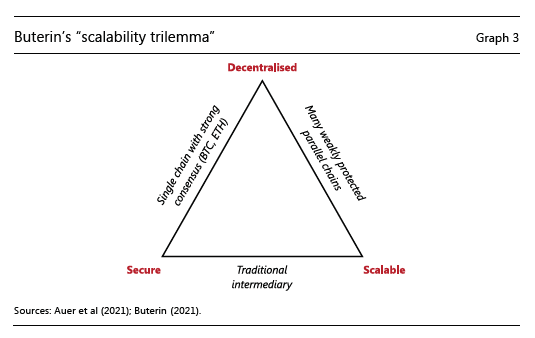 Buterin's "scalability trilemma"
Graph 3
Decentralised
Single chain with strong
consensus (BTC, ETH)
Many weakly protected
parallel chains
Secure
Traditional
intermediary
Scalable
Sources: Auer et al (2021); Buterin (2021).